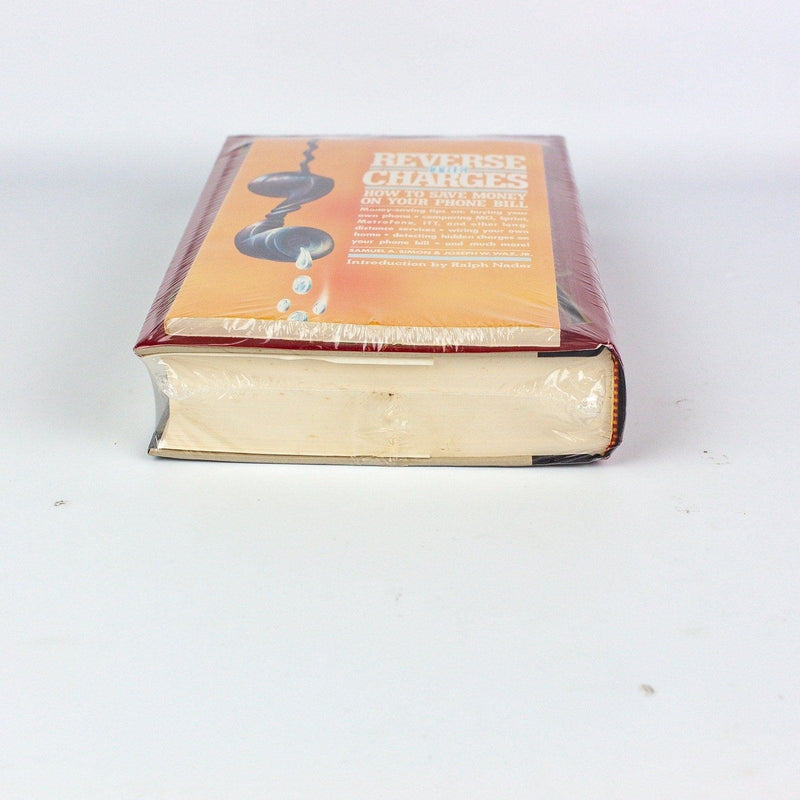 REVERSE
THE
CHARGES
HOW TO SAVE MONEY
ON YOUR PHONE BILL
Money-saving tips on: buying your
own phone • comparing MCI, Sprint,
Metrofone, ITT, and other long-
distance services • wiring your own
home • detecting hidden charges on
your phone bill • and much more!
SAMUEL A. SIMON & JOSEPH W. WAZ, JR.
Introduction by Ralph Nader